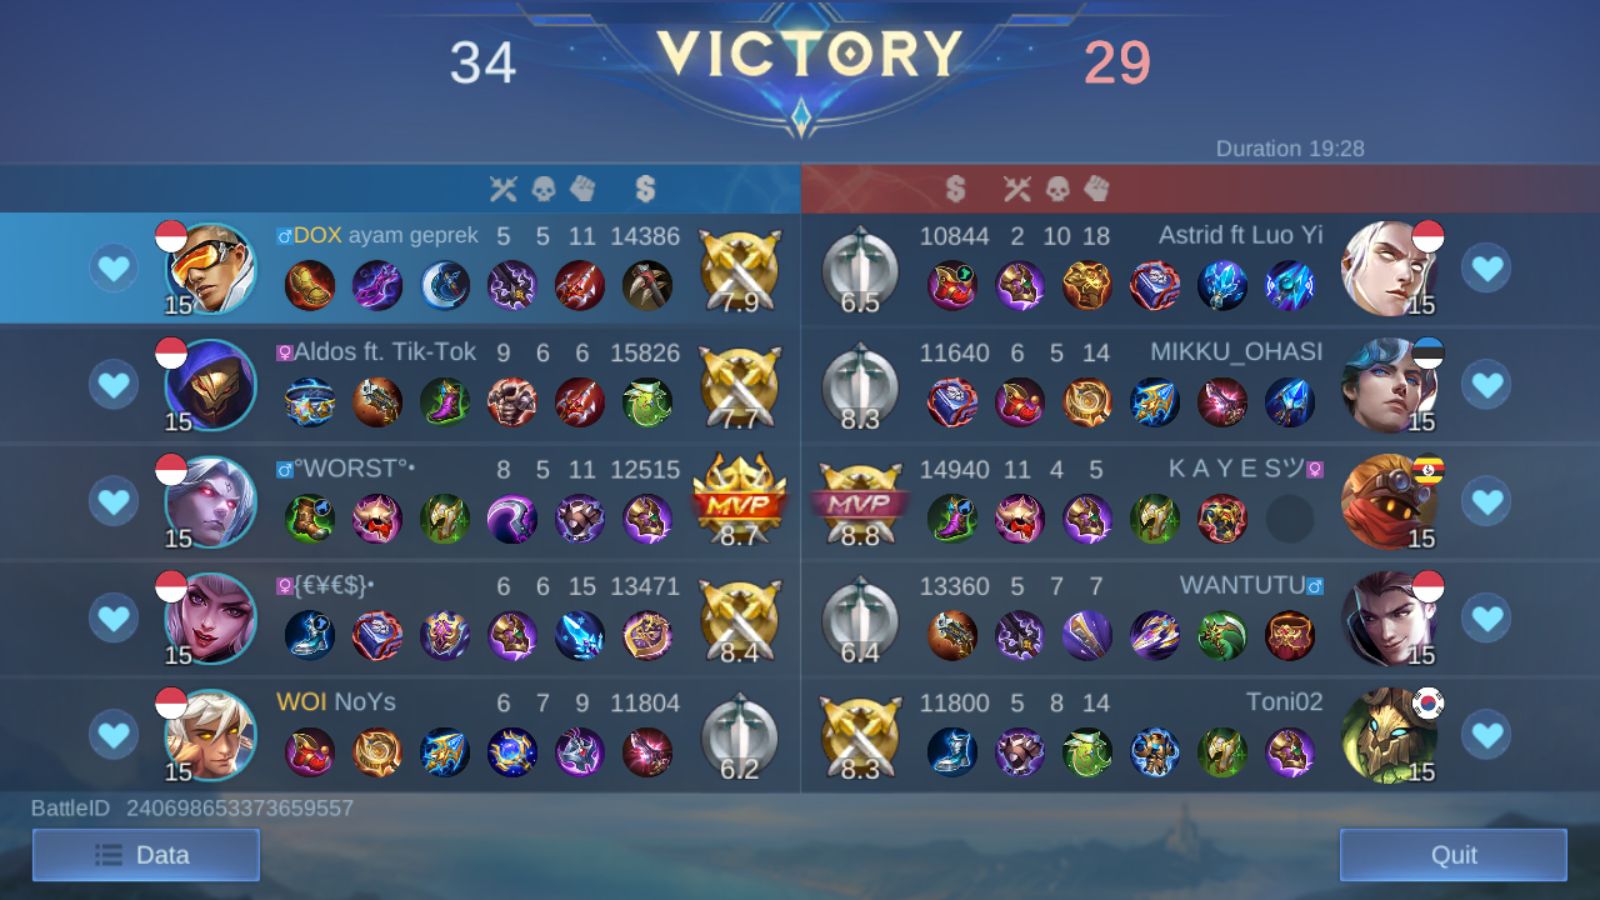 34 VICTORY 29
Duration 19:28
♂DOX ayam geprek 5 5 11 14386
15 7.9
10844 2 10 18 Astrid ft Luo Yi
6.5 15
♀Aldos ft. Tik-Tok 9 6 6 15826
15 7.7
11640 6 5 14 MIKKU_OHASI
8.3 15
♂°WORST°• 8 5 11 12515
MVP
15 8.7
14940 11 4 5 K A Y E Sツ♀
MVP
8.8 15
♀{€¥€$}• 6 6 15 13471
15 8.4
13360 5 7 7 WANTUTU♂
6.4 15
WOI NoYs 6 7 9 11804
15 6.2
11800 5 8 14 Toni02
8.3 15
BattleID 240698653373659557
Data
Quit